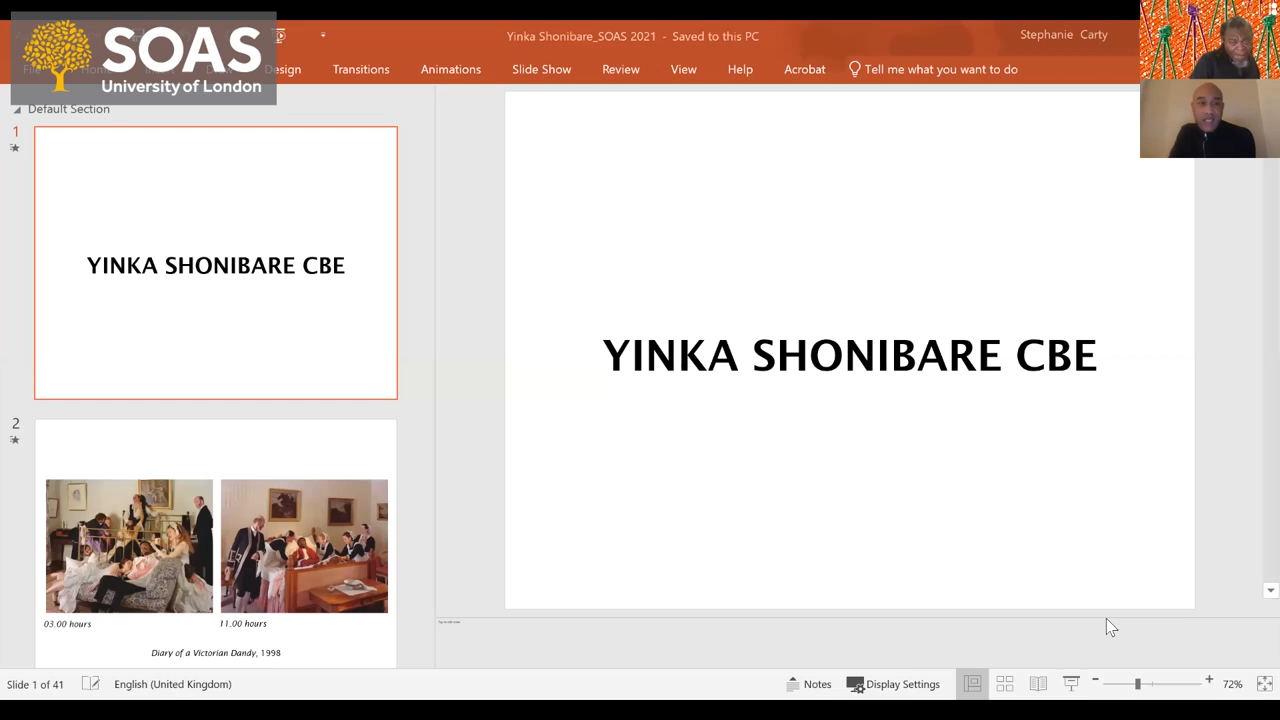 SOAS
University of London
Yinka Shonibare_SOAS 2021 - Saved to this PC
Stephanie Carty
Design Transitions Animations Slide Show Review View Help Acrobat Tell me what you want to do
Default Section
1
YINKA SHONIBARE CBE
2
03.00 hours
11.00 hours
Diary of a Victorian Dandy, 1998
YINKA SHONIBARE CBE
Slide 1 of 41
English (United Kingdom)
Notes
Display Settings
72%